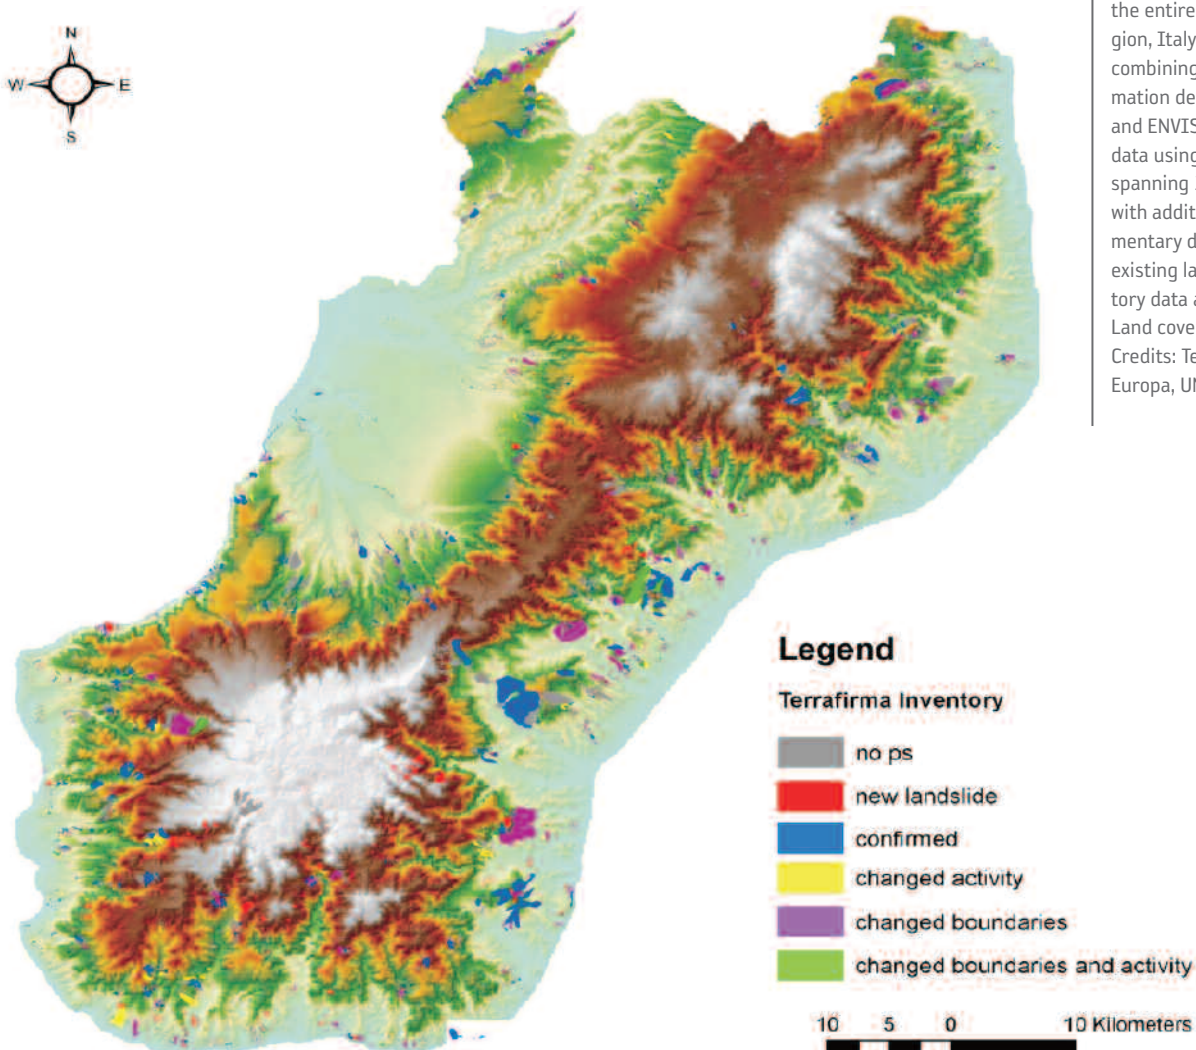 N
W E
S
the entire
gion, Italy
combining
mation de
and ENVIS
data using
spanning
with addit
mentary d
existing la
tory data a
Land cove
Credits: Te
Europa, UN
Legend
Terrafirma Inventory
no ps
new landslide
confirmed
changed activity
changed boundaries
changed boundaries and activity
10 5 0 10 Kilometers